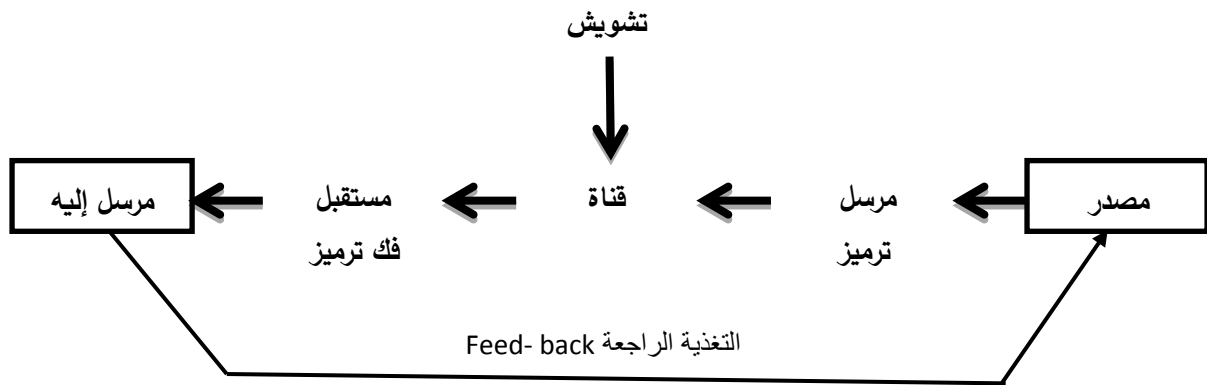 تشويش
مصدر
مرسل
ترميز
قناة
مستقبل
فك ترميز
مرسل إليه
التغذية الراجعة Feed- back